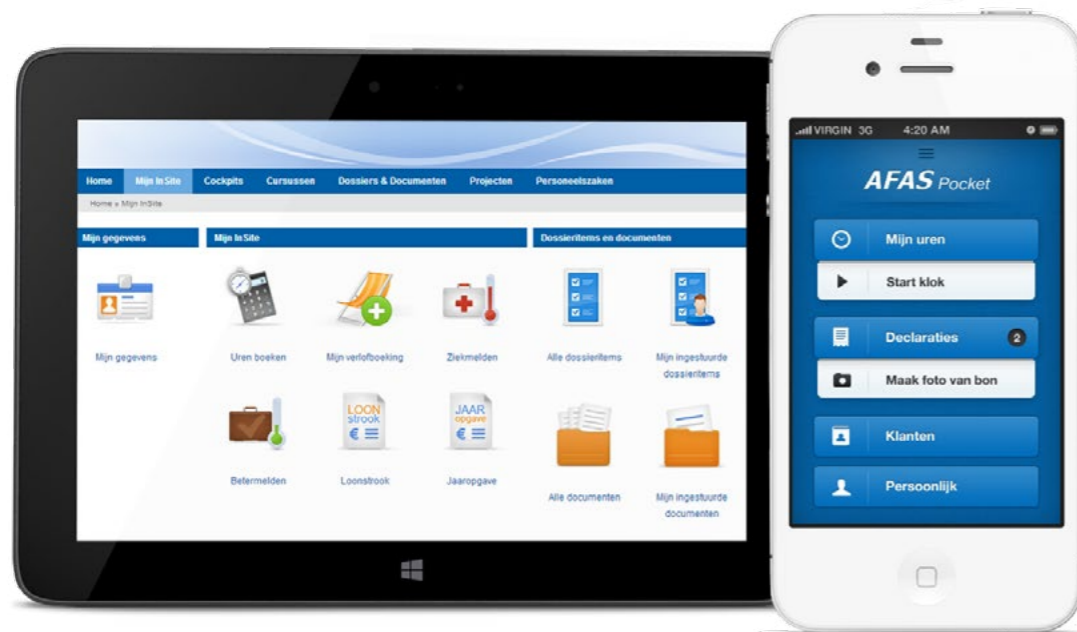 Home Mijn InSite Cockpits Cursussen Dossiers & Documenten Projecten Personeelszaken
Home » Mijn InSite
Mijn gegevens Mijn InSite Dossieritems en documenten
Mijn gegevens Uren boeken Mijn verlofboeking Ziekmelden Alle dossieritems Mijn ingestuurde
dossieritems
LOON
strook
€
JAAR
opgave
€
Betermelden Loonstrook Jaaropgave Alle documenten Mijn ingestuurde
documenten
VIRGIN 3G 4:20 AM
AFAS Pocket
Mijn uren
Start klok
Declaraties 2
Maak foto van bon
Klanten
Persoonlijk